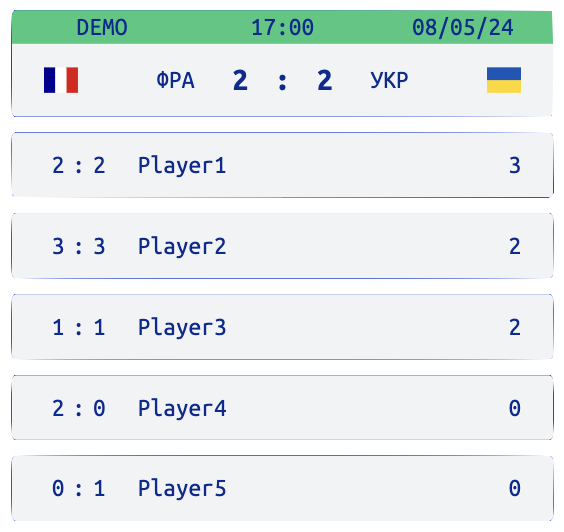 DEMO 17:00 08/05/24
ФРА 2 : 2 УКР
2 : 2 Player1 3
3 : 3 Player2 2
1 : 1 Player3 2
2 : 0 Player4 0
0 : 1 Player5 0